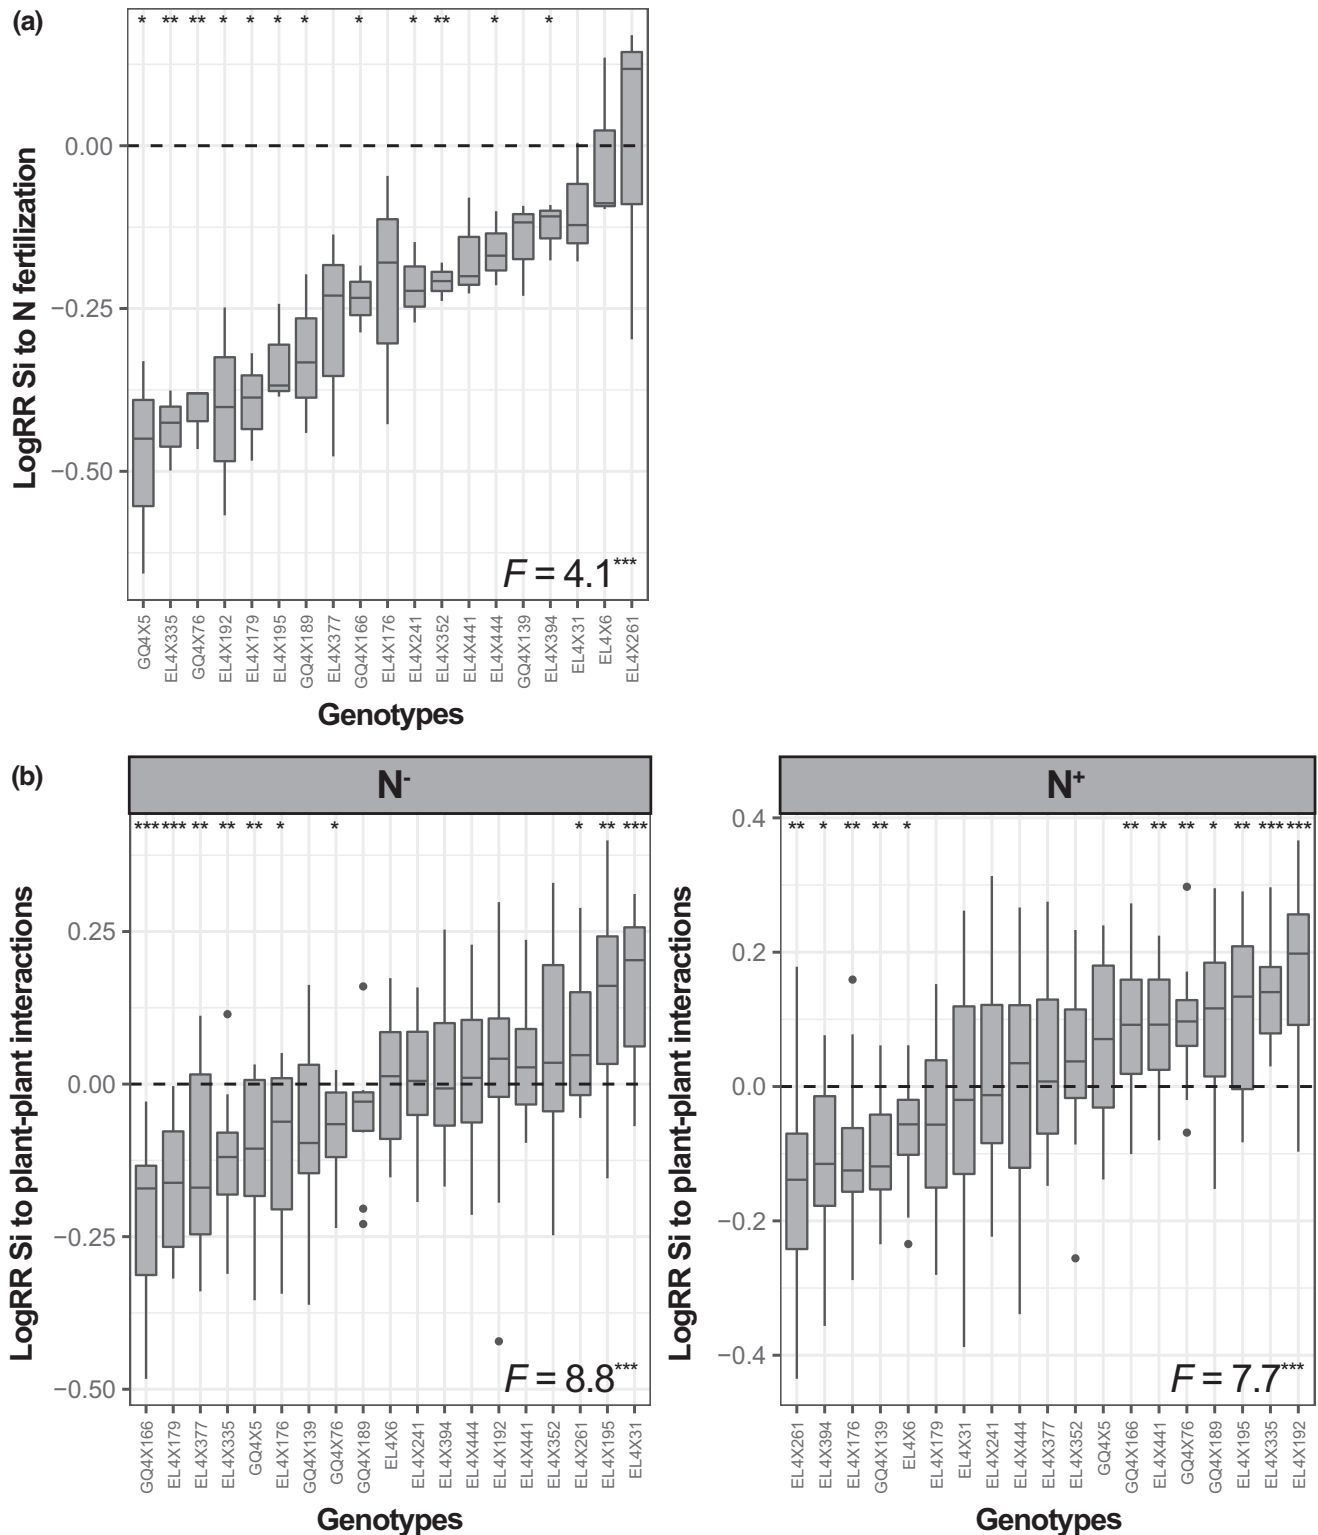 (a)
* ** ** * * * * * * ** * *
LogRR Si to N fertilization
0.00
−0.25
−0.50
F = 4.1***
GQ4X5
EL4X335
GQ4X76
EL4X192
EL4X179
EL4X195
GQ4X189
EL4X377
GQ4X166
EL4X176
EL4X241
EL4X352
EL4X441
EL4X444
GQ4X139
EL4X394
EL4X31
EL4X6
EL4X261
Genotypes
(b)
N-
*** *** ** ** ** * * * ** ***
LogRR Si to plant-plant interactions
0.25
0.00
−0.25
−0.50
F = 8.8***
GQ4X166
EL4X179
EL4X377
EL4X335
GQ4X5
EL4X176
GQ4X139
GQ4X76
GQ4X189
EL4X6
EL4X241
EL4X394
EL4X444
EL4X192
EL4X441
EL4X352
EL4X261
EL4X195
EL4X31
Genotypes
N+
** * ** ** * ** ** ** * ** *** ***
LogRR Si to plant-plant interactions
0.4
0.2
0.0
−0.2
−0.4
F = 7.7***
EL4X261
EL4X394
EL4X176
GQ4X139
EL4X6
EL4X179
EL4X31
EL4X241
EL4X444
EL4X377
EL4X352
GQ4X5
GQ4X166
EL4X441
GQ4X76
GQ4X189
EL4X195
EL4X335
EL4X192
Genotypes